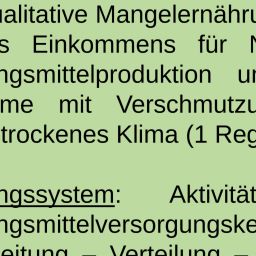 ualitative Mangelernähru
s Einkommens für N
ngsmittelproduktion u
me mit Verschmutzu
trockenes Klima (1 Reg
ngssystem: Aktivität
ngsmittelversorgungske
eitung – Verteilung –